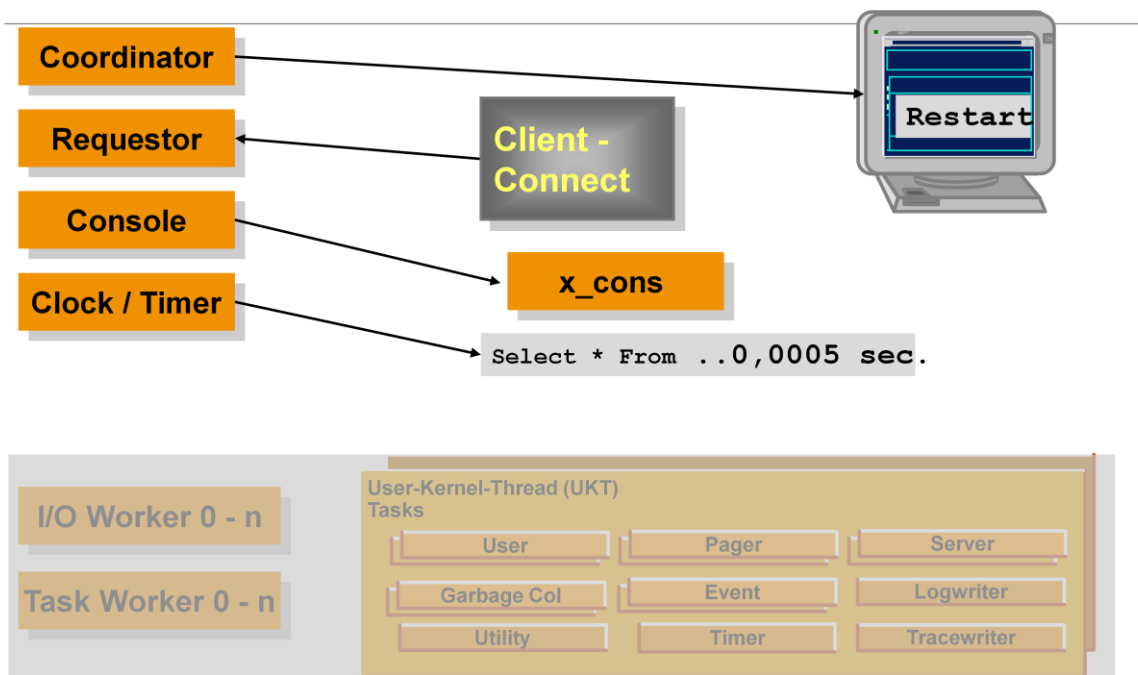 Coordinator
Restart
Requestor
Client -
Connect
Console
x_cons
Clock / Timer
Select * From ..0,0005 sec.
User-Kernel-Thread (UKT)
Tasks
I/O Worker 0 - n
User
Pager
Server
Task Worker 0 - n
Garbage Col
Event
Logwriter
Utility
Timer
Tracewriter